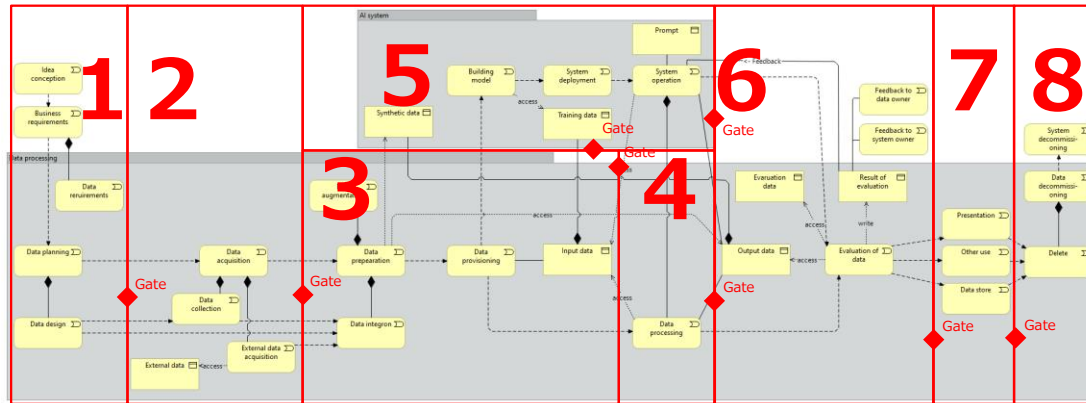 AI system
Prompt
Idea
conception
Building
model
System
deployment
System
operation
<- Feedback
Feedback to
data owner
1
2
5
6
7
8
access
Business
requirements
Synthetic data
Training data
Gate
Gate
Feedback to
system owner
System
decommissi-
oning
Data processing
Gate
Data
reruirements
augmenta
3
4
Evaruation
data
Result of
evaluation
Data
decommissi-
oning
access
access
write
Presentation
Data planning
Data
acquisition
Data
prepearation
Data
provisioning
Input data
Output data
access
Evaluation of
data
Other use
Delete
Gate
Gate
Data
collection
access
Gate
Data store
Data design
Data integron
Data
processing
Gate
Gate
External data
acquisition
External data
access